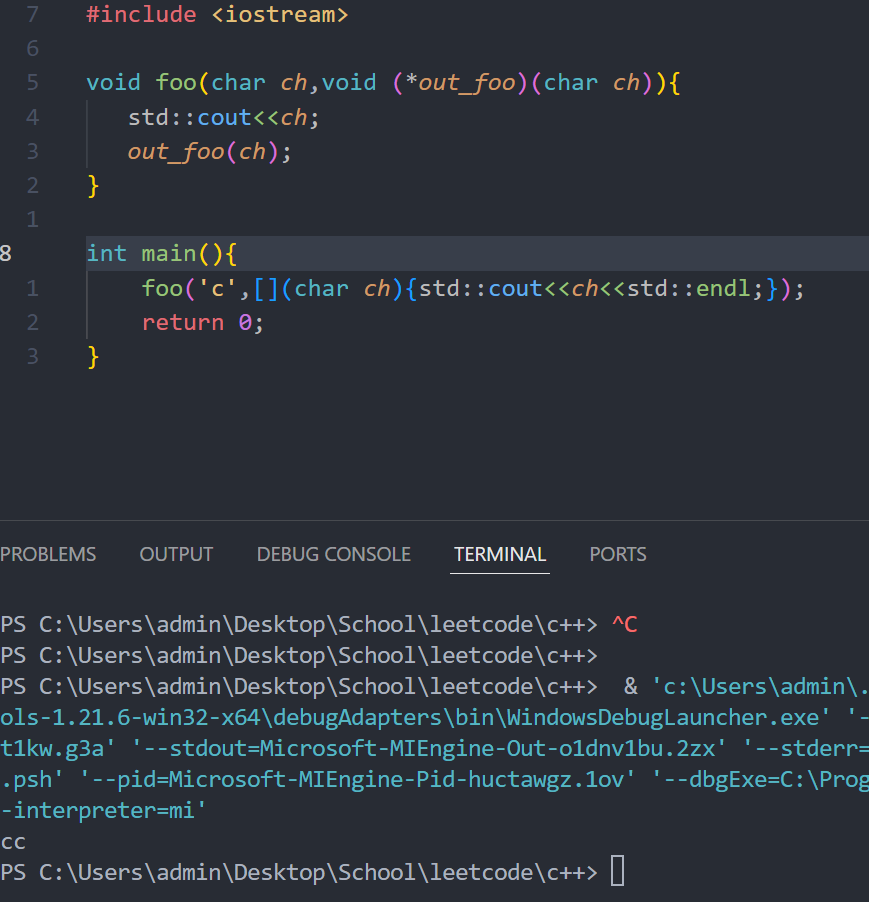 7 #include <iostream>
6
5 void foo(char ch,void (*out_foo)(char ch)){
4 std::cout<<ch;
3 out_foo(ch);
2 }
1
8 int main(){
1 foo('c',[](char ch){std::cout<<ch<<std::endl;});
2 return 0;
3 }
PROBLEMS OUTPUT DEBUG CONSOLE TERMINAL PORTS
PS C:\Users\admin\Desktop\School\leetcode\c++> ^C
PS C:\Users\admin\Desktop\School\leetcode\c++>
PS C:\Users\admin\Desktop\School\leetcode\c++>  & 'c:\Users\admin\.
ols-1.21.6-win32-x64\debugAdapters\bin\WindowsDebugLauncher.exe' '-
t1kw.g3a' '--stdout=Microsoft-MIEngine-Out-o1dnv1bu.2zx' '--stderr=
.psh' '--pid=Microsoft-MIEngine-Pid-huctawgz.1ov' '--dbgExe=C:\Prog
-interpreter=mi'
cc
PS C:\Users\admin\Desktop\School\leetcode\c++>